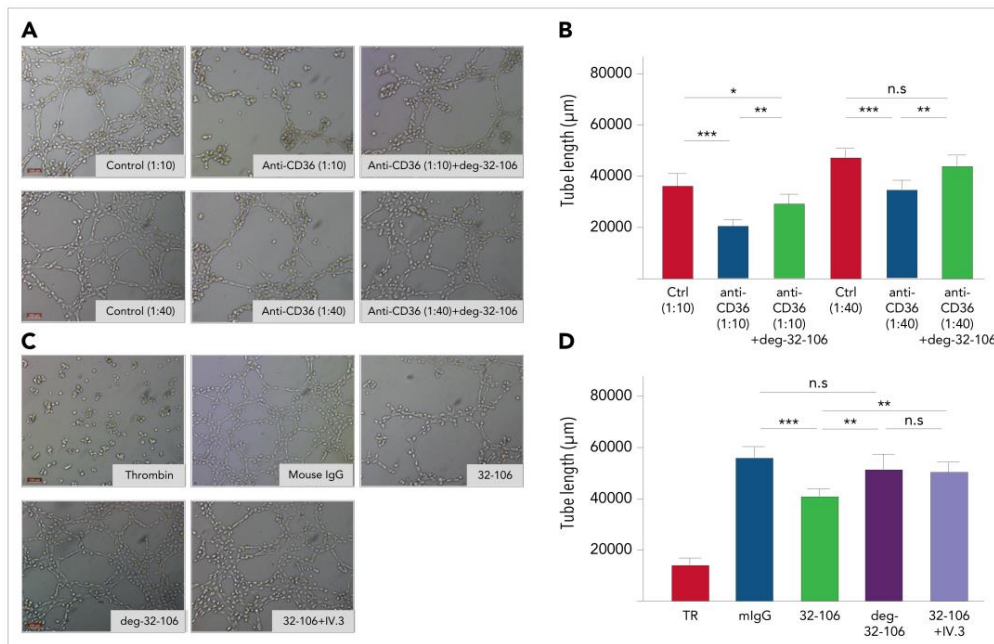 A
Control (1:10)
Anti-CD36 (1:10)
Anti-CD36 (1:10)+deg-32-106
Control (1:40)
Anti-CD36 (1:40)
Anti-CD36 (1:40)+deg-32-106
B
Tube length (µm)
80000
60000
40000
20000
*
**
***
n.s
***
**
Ctrl
(1:10)
anti-
CD36
(1:10)
anti-
CD36
(1:10)
+deg-32-106
Ctrl
(1:40)
anti-
CD36
(1:40)
anti-
CD36
(1:40)
+deg-32-106
C
Thrombin
Mouse IgG
32-106
deg-32-106
32-106+IV.3
D
Tube length (µm)
80000
60000
40000
20000
n.s
**
***
**
n.s
TR
mIgG
32-106
deg-
32-106
32-106
+IV.3